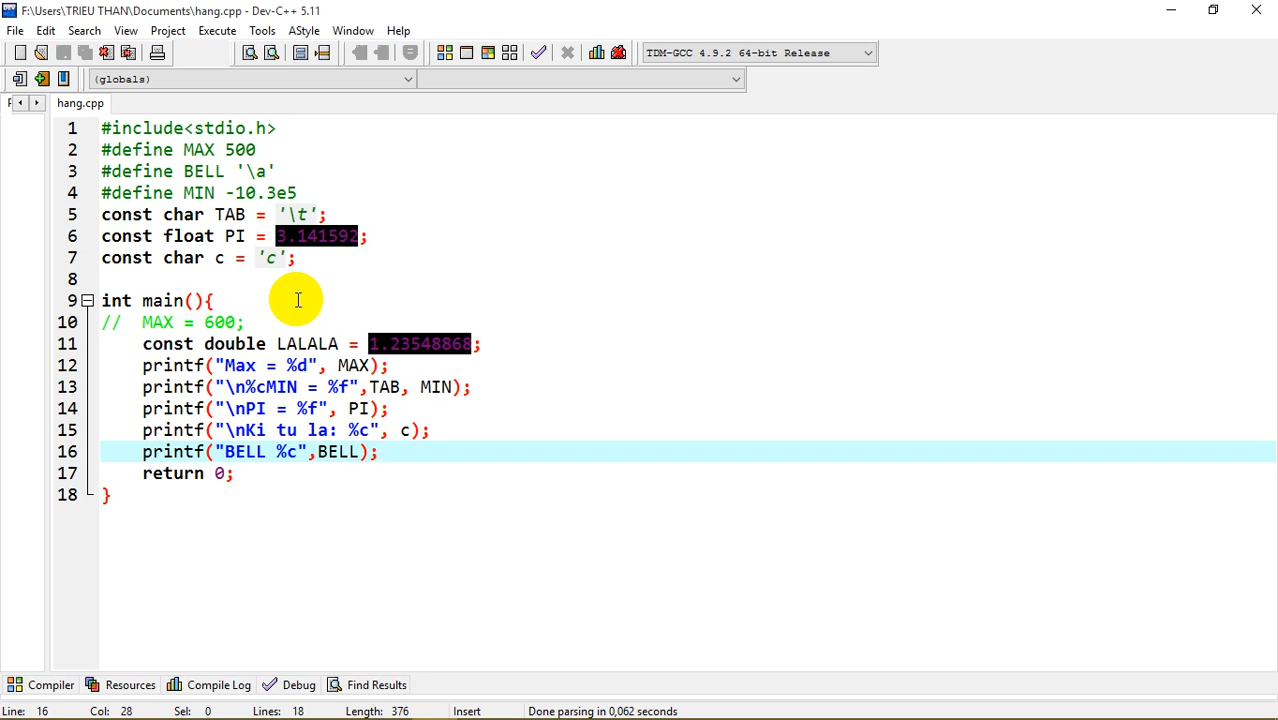 F:\Users\TRIEU THAN\Documents\hang.cpp - Dev-C++ 5.11
File Edit Search View Project Execute Tools AStyle Window Help
TDM-GCC 4.9.2 64-bit Release
(globals)
hang.cpp
1 #include<stdio.h>
2 #define MAX 500
3 #define BELL '\a'
4 #define MIN -10.3e5
5 const char TAB = '\t';
6 const float PI = 3.141592;
7 const char c = 'c';
8
9 int main(){
10 // MAX = 600;
11 const double LALALA = 1.23548868;
12 printf("Max = %d", MAX);
13 printf("\n%cMIN = %f",TAB, MIN);
14 printf("\nPI = %f", PI);
15 printf("\nKi tu la: %c", c);
16 printf("BELL %c",BELL);
17 return 0;
18 }
Compiler Resources Compile Log Debug Find Results
Line: 16 Col: 28 Sel: 0 Lines: 18 Length: 376 Insert Done parsing in 0,062 seconds